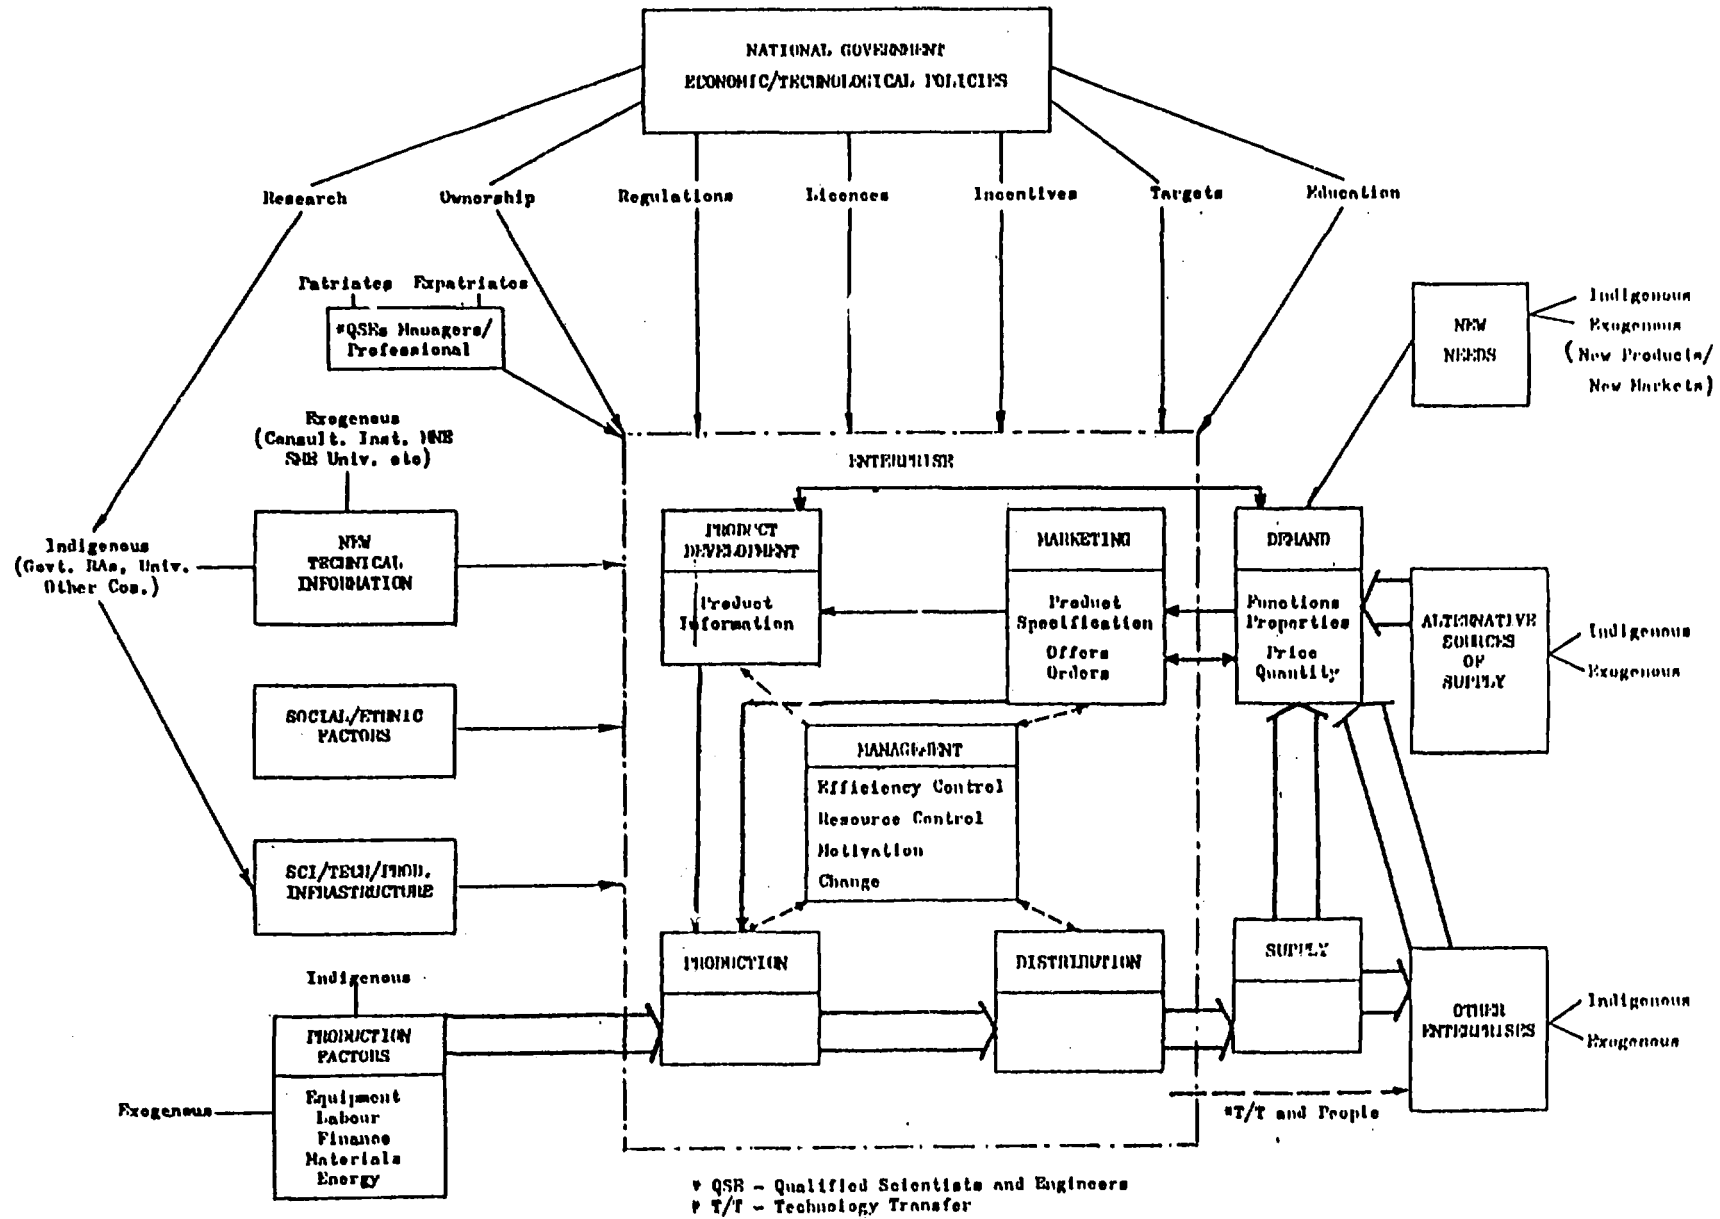 NATIONAL GOVERNMENT
ECONOMIC/TECHNOLOGICAL POLICIES
Research
Ownership
Regulations
Licences
Incentives
Targets
Education
Patriates
Expatriates
*QSEs Managers/
Professional
NEW
NEEDS
Indigenous
Exogenous
(New Products/
New Markets)
Exogenous
(Consult. Inst. MNE
SME Univ. etc)
ENTERPRISE
Indigenous
(Govt. RAs, Univ.
Other Cos.)
NEW
TECHNICAL
INFORMATION
PRODUCT
DEVELOPMENT
Product
Information
MARKETING
Product
Specification
Offers
Orders
DEMAND
Functions
Properties
Price
Quantity
ALTERNATIVE
SOURCES
OF
SUPPLY
Indigenous
Exogenous
SOCIAL/ETHNIC
FACTORS
MANAGEMENT
Efficiency Control
Resource Control
Motivation
Change
SCI/TECH/PROD.
INFRASTRUCTURE
PRODUCTION
DISTRIBUTION
SUPPLY
OTHER
ENTERPRISES
Indigenous
Exogenous
Indigenous
PRODUCTION
FACTORS
Exogenous
Equipment
Labour
Finance
Materials
Energy
*T/T and People
* QSE - Qualified Scientists and Engineers
* T/T - Technology Transfer